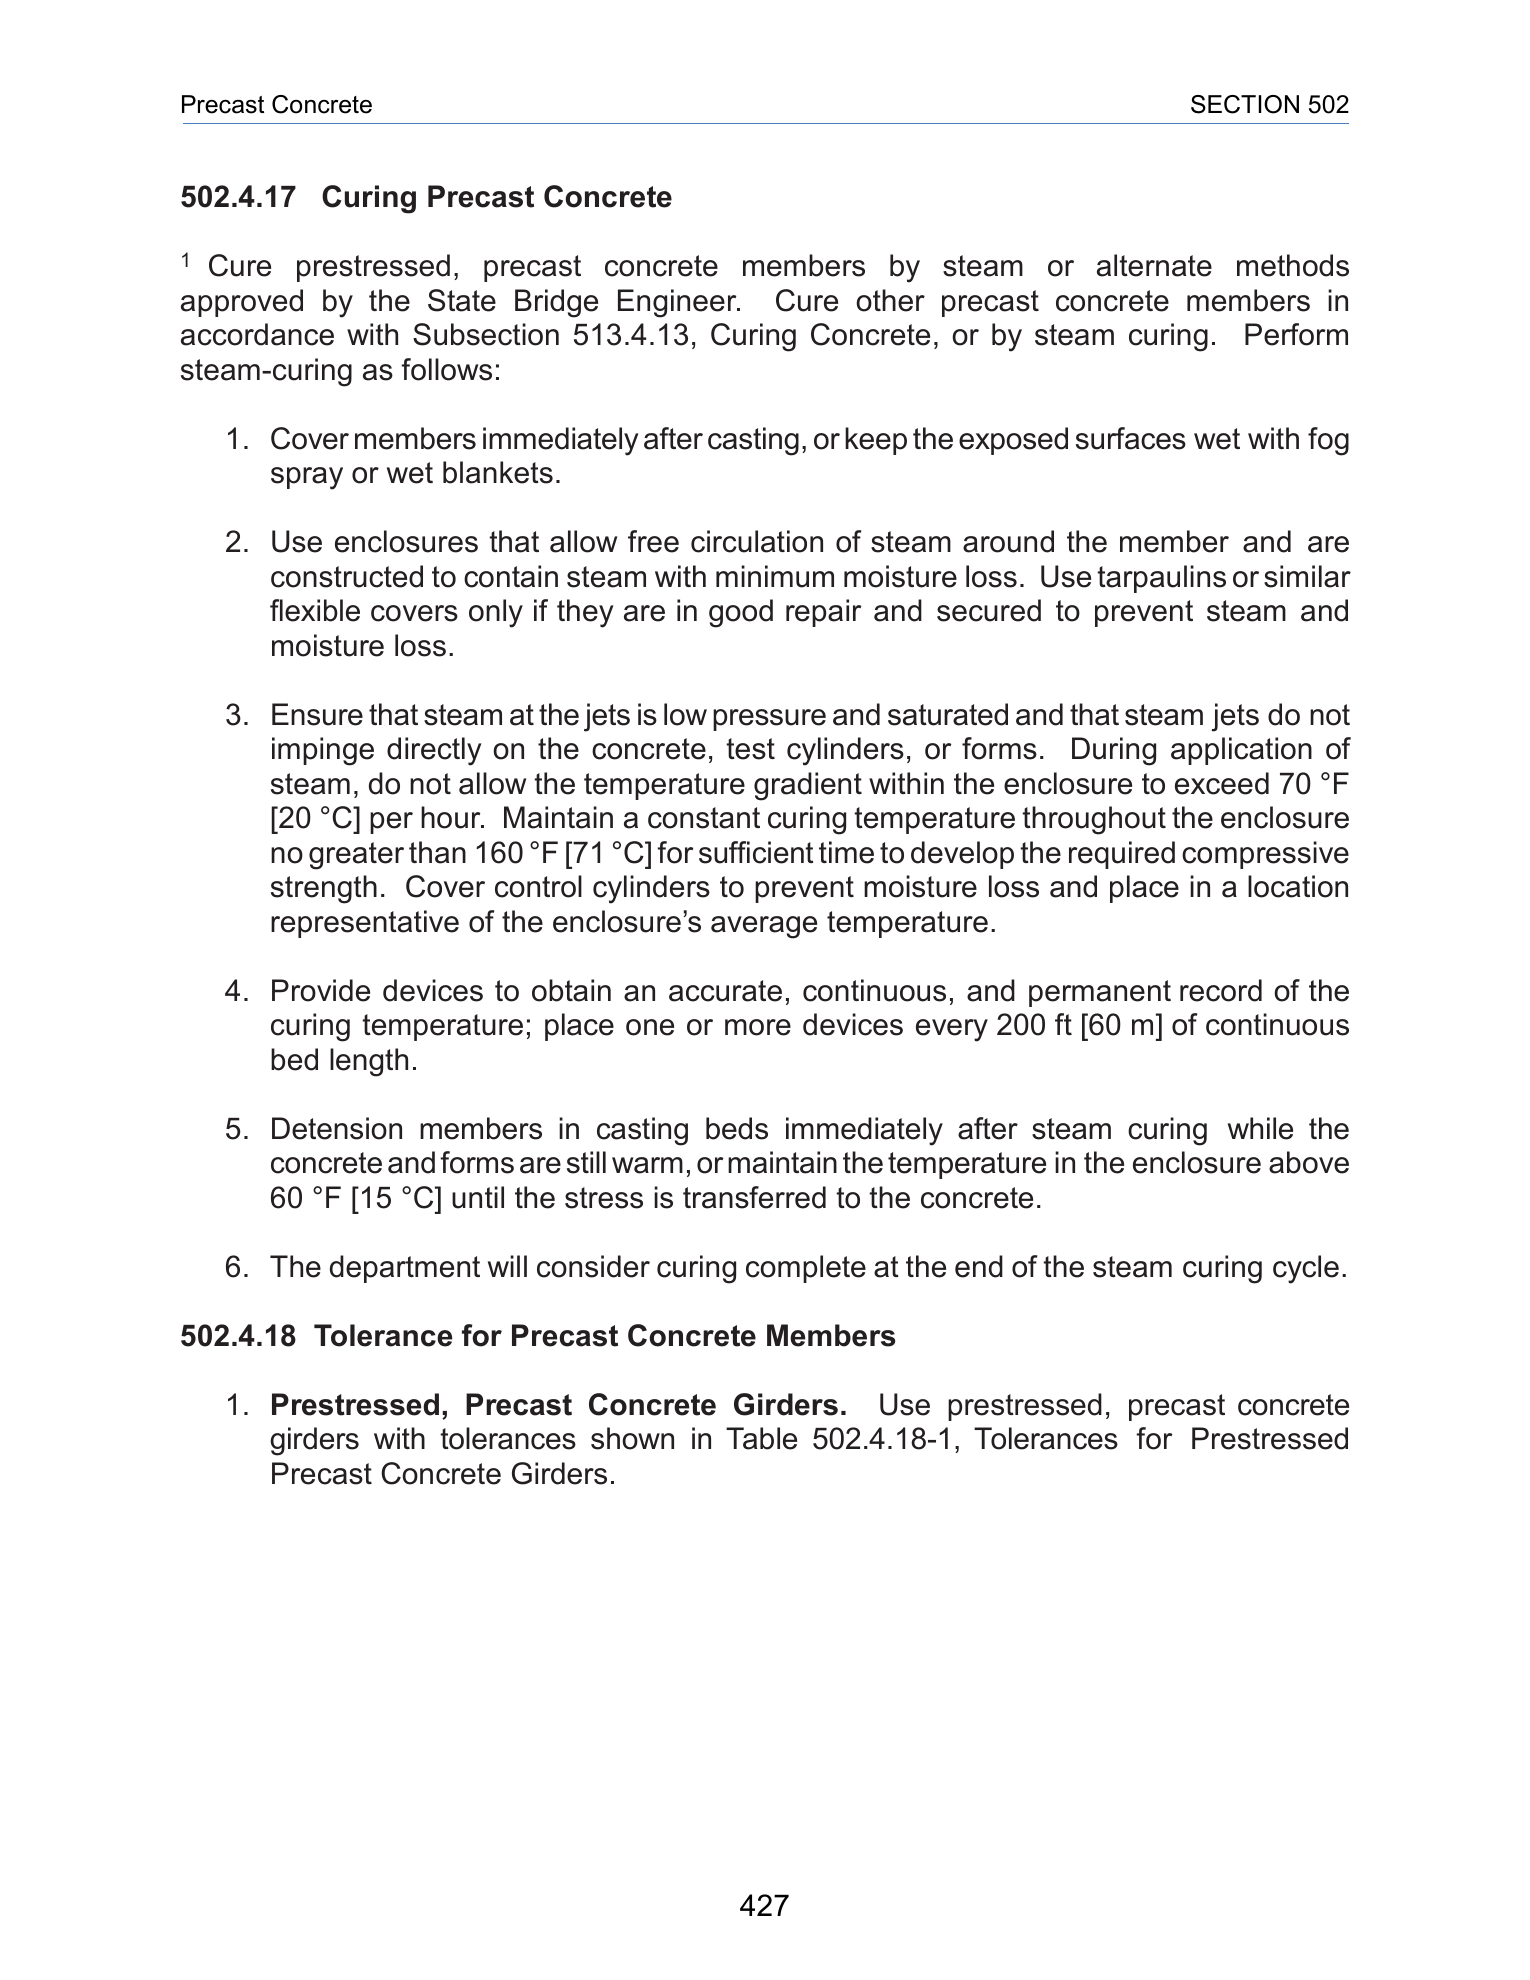 Precast Concrete SECTION 502
502.4.17 Curing Precast Concrete
1 Cure prestressed, precast concrete members by steam or alternate methods
approved by the State Bridge Engineer. Cure other precast concrete members in
accordance with Subsection 513.4.13, Curing Concrete, or by steam curing. Perform
steam-curing as follows:
1. Cover members immediately after casting, or keep the exposed surfaces wet with fog
spray or wet blankets.
2. Use enclosures that allow free circulation of steam around the member and are
constructed to contain steam with minimum moisture loss. Use tarpaulins or similar
flexible covers only if they are in good repair and secured to prevent steam and
moisture loss.
3. Ensure that steam at the jets is low pressure and saturated and that steam jets do not
impinge directly on the concrete, test cylinders, or forms. During application of
steam, do not allow the temperature gradient within the enclosure to exceed 70 °F
[20 °C] per hour. Maintain a constant curing temperature throughout the enclosure
no greater than 160 °F [71 °C] for sufficient time to develop the required compressive
strength. Cover control cylinders to prevent moisture loss and place in a location
representative of the enclosure’s average temperature.
4. Provide devices to obtain an accurate, continuous, and permanent record of the
curing temperature; place one or more devices every 200 ft [60 m] of continuous
bed length.
5. Detension members in casting beds immediately after steam curing while the
concrete and forms are still warm, or maintain the temperature in the enclosure above
60 °F [15 °C] until the stress is transferred to the concrete.
6. The department will consider curing complete at the end of the steam curing cycle.
502.4.18 Tolerance for Precast Concrete Members
1. Prestressed, Precast Concrete Girders. Use prestressed, precast concrete
girders with tolerances shown in Table 502.4.18-1, Tolerances for Prestressed
Precast Concrete Girders.
427